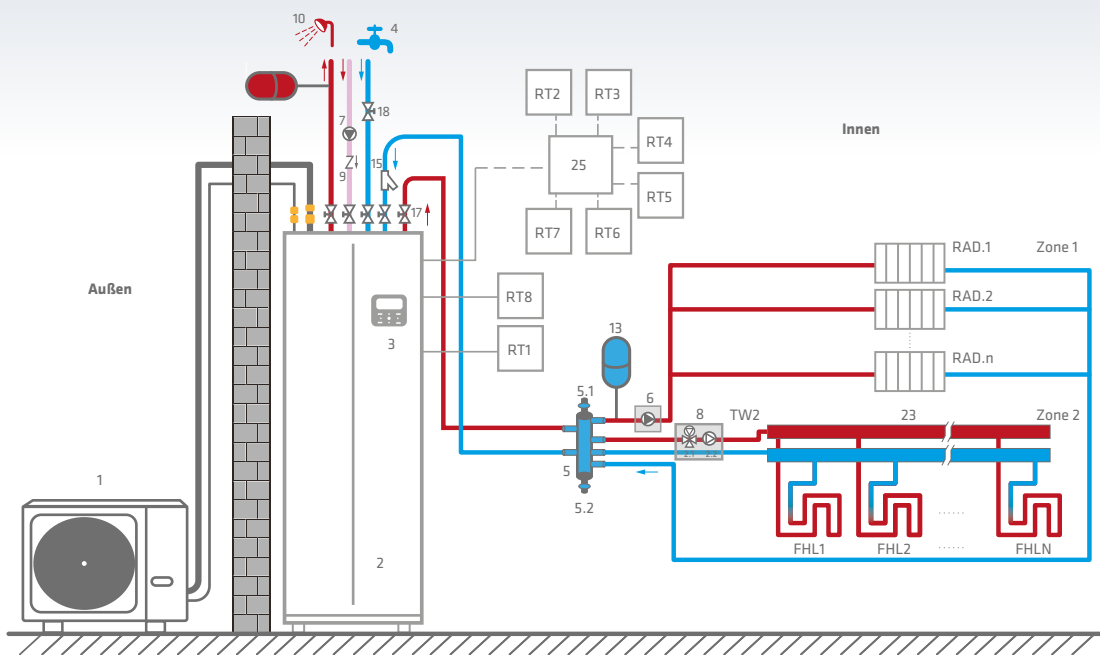 10
4
18
7
15
9
17
RT2
RT3
RT4
25
RT5
RT7
RT6
Innen
Außen
RT8
3
RT1
RAD.1
Zone 1
RAD.2
RAD.n
13
5.1
6
8
TW2
23
Zone 2
2.1
2.2
5
5.2
1
2
FHL1
FHL2
......
......
FHLN